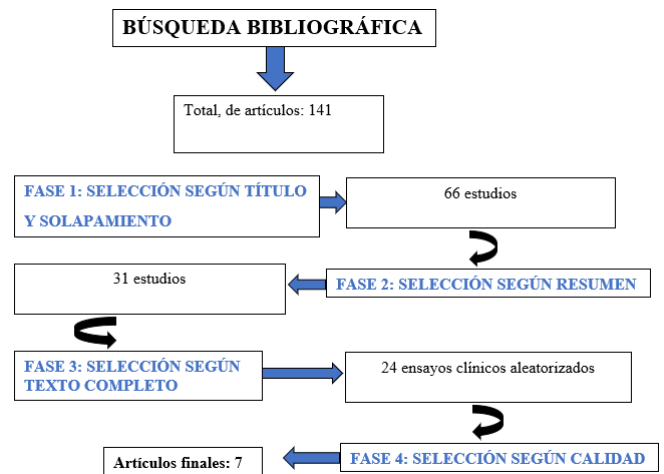 BÚSQUEDA BIBLIOGRÁFICA
Total, de artículos: 141
FASE 1: SELECCIÓN SEGÚN TÍTULO
Y SOLAPAMIENTO
66 estudios
FASE 2: SELECCIÓN SEGÚN RESUMEN
31 estudios
FASE 3: SELECCIÓN SEGÚN
TEXTO COMPLETO
24 ensayos clínicos aleatorizados
FASE 4: SELECCIÓN SEGÚN CALIDAD
Artículos finales: 7